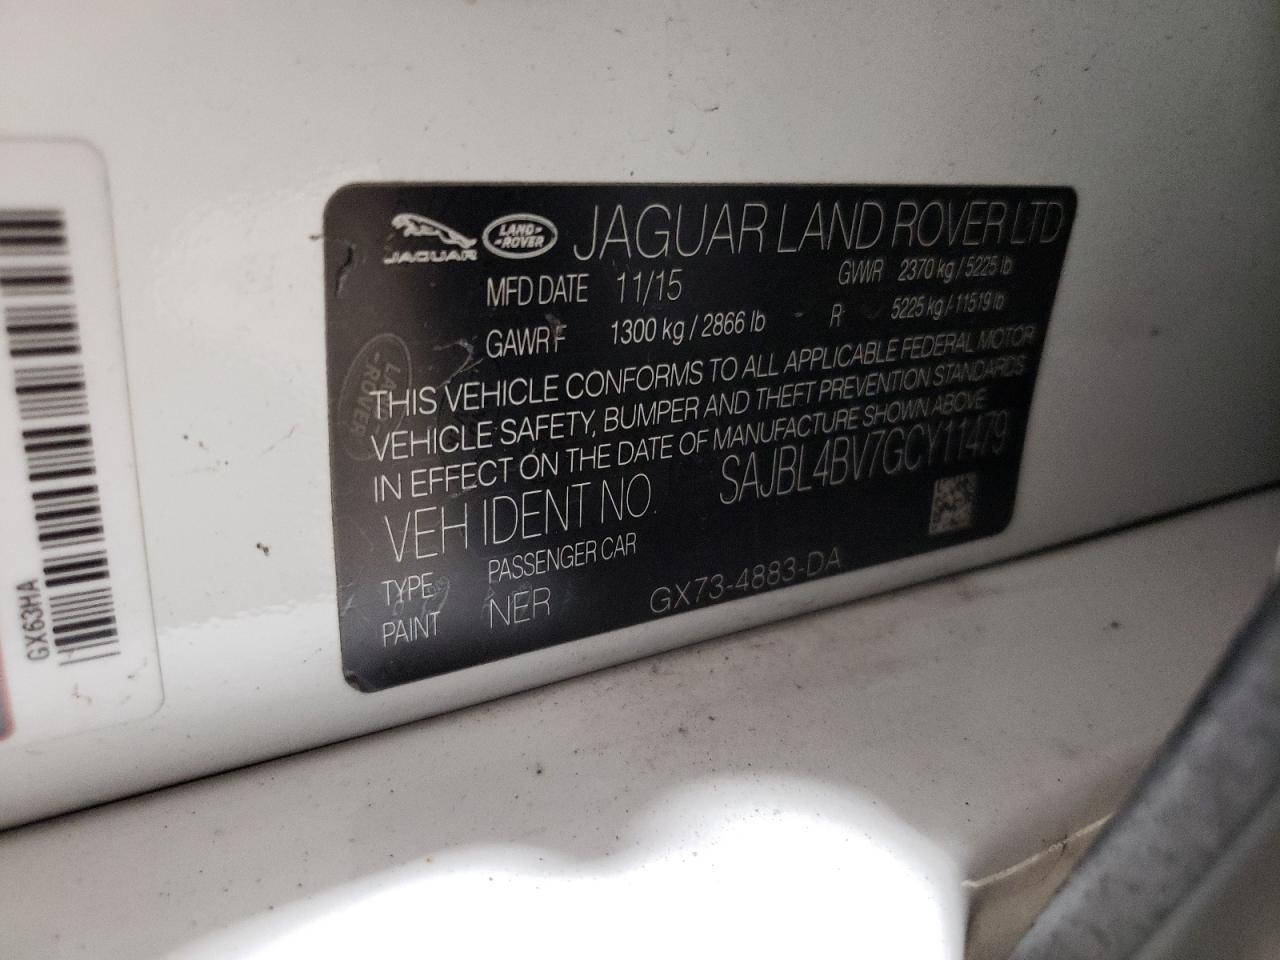 JAGUAR LAND-ROVER JAGUAR LAND ROVER LTD
MFD DATE 11/15 GVWR 2370 kg / 5225 lb
GAWR F 1300 kg / 2866 lb - R 5225 kg / 11519 lb
THIS VEHICLE CONFORMS TO ALL APPLICABLE FEDERAL MOTOR
VEHICLE SAFETY, BUMPER AND THEFT PREVENTION STANDARDS
IN EFFECT ON THE DATE OF MANUFACTURE SHOWN ABOVE
VEH IDENT NO. SAJBL4BV7GCY11479
TYPE PASSENGER CAR
PAINT NER GX73-4883-DA
LAND-ROVER
GX63HA